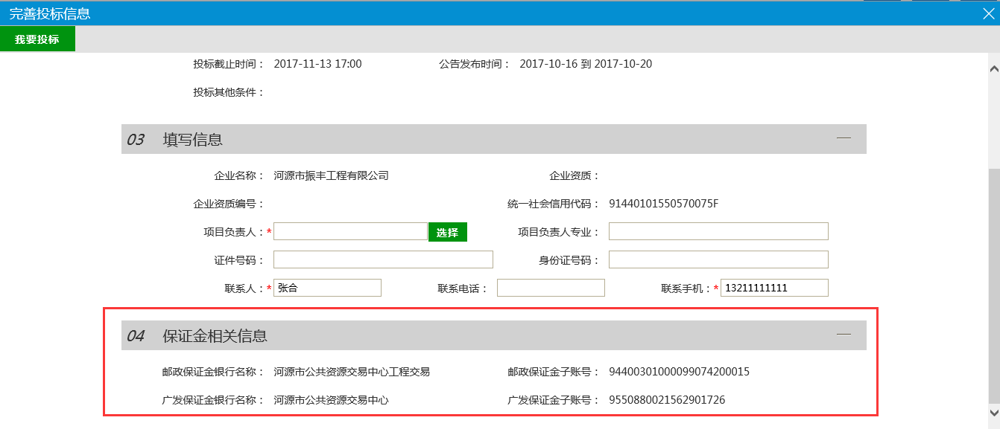 完善投标信息
我要投标
投标截止时间： 2017-11-13 17:00 公告发布时间： 2017-10-16 到 2017-10-20
投标其他条件：
03 填写信息
企业名称： 河源市振丰工程有限公司 企业资质：
企业资质编号： 统一社会信用代码： 91440101550570075F
项目负责人：* 选择 项目负责人专业：
证件号码： 身份证号码：
联系人：* 张合 联系电话： 联系手机：* 13211111111
04 保证金相关信息
邮政保证金银行名称： 河源市公共资源交易中心工程交易 邮政保证金子账号： 94400301000099074200015
广发保证金银行名称： 河源市公共资源交易中心 广发保证金子账号： 9550880021562901726